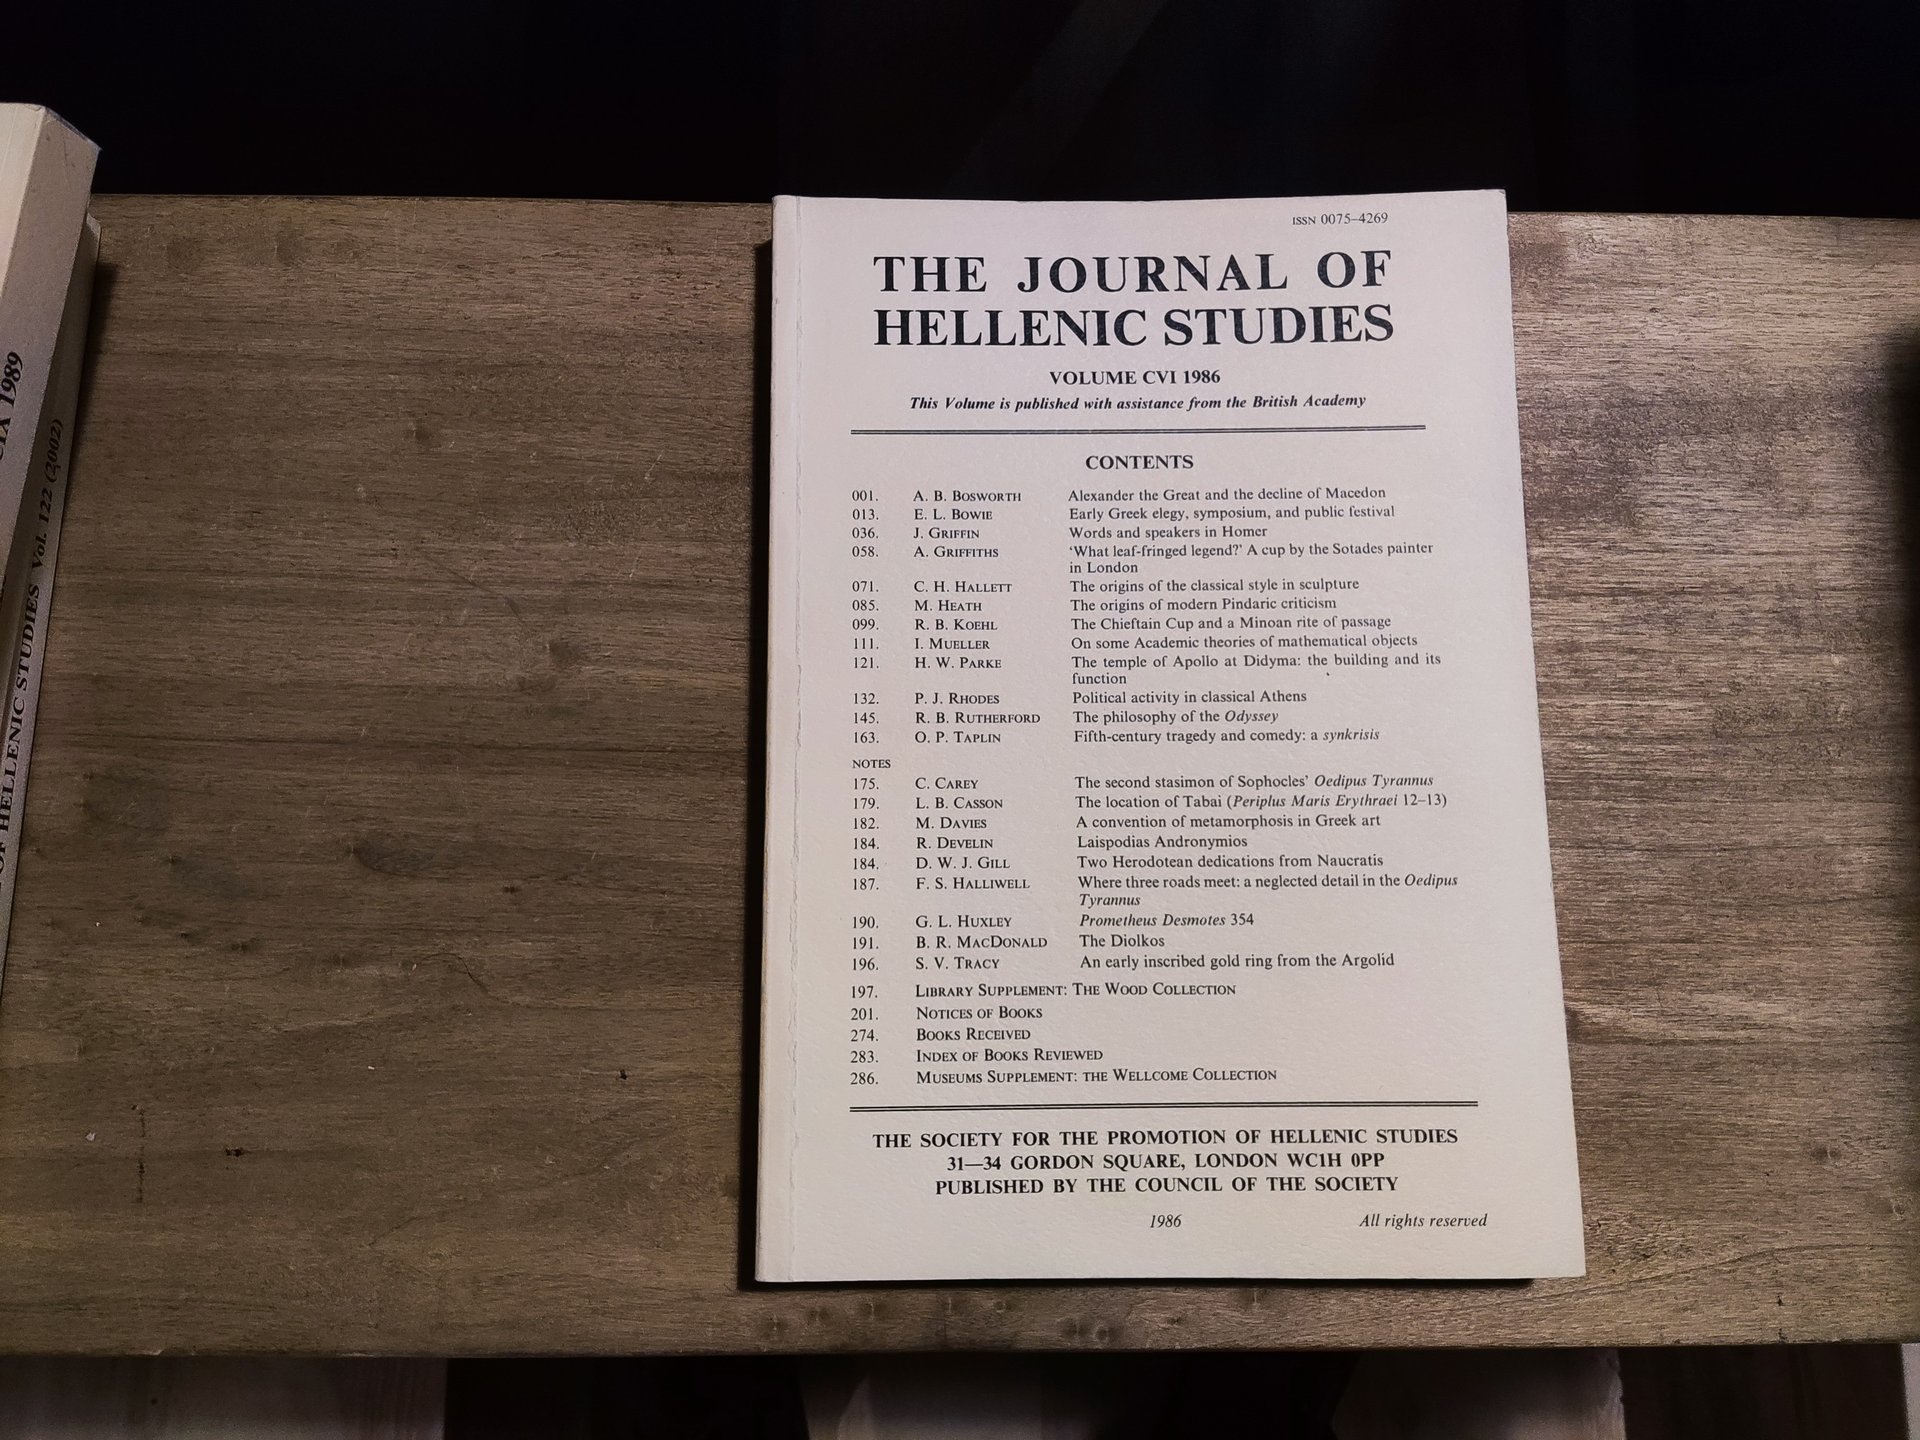 CIX 1989
OF HELLENIC STUDIES Vol. 122 (2002)
ISSN 0075–4269
THE JOURNAL OF
HELLENIC STUDIES
VOLUME CVI 1986
This Volume is published with assistance from the British Academy
CONTENTS
001. A. B. BOSWORTH Alexander the Great and the decline of Macedon
013. E. L. BOWIE Early Greek elegy, symposium, and public festival
036. J. GRIFFIN Words and speakers in Homer
058. A. GRIFFITHS ‘What leaf-fringed legend?’ A cup by the Sotades painter
in London
071. C. H. HALLETT The origins of the classical style in sculpture
085. M. HEATH The origins of modern Pindaric criticism
099. R. B. KOEHL The Chieftain Cup and a Minoan rite of passage
111. I. MUELLER On some Academic theories of mathematical objects
121. H. W. PARKE The temple of Apollo at Didyma: the building and its
function
132. P. J. RHODES Political activity in classical Athens
145. R. B. RUTHERFORD The philosophy of the Odyssey
163. O. P. TAPLIN Fifth-century tragedy and comedy: a synkrisis
NOTES
175. C. CAREY The second stasimon of Sophocles’ Oedipus Tyrannus
179. L. B. CASSON The location of Tabai (Periplus Maris Erythraei 12–13)
182. M. DAVIES A convention of metamorphosis in Greek art
184. R. DEVELIN Laispodias Andronymios
184. D. W. J. GILL Two Herodotean dedications from Naucratis
187. F. S. HALLIWELL Where three roads meet: a neglected detail in the Oedipus
Tyrannus
190. G. L. HUXLEY Prometheus Desmotes 354
191. B. R. MACDONALD The Diolkos
196. S. V. TRACY An early inscribed gold ring from the Argolid
197. LIBRARY SUPPLEMENT: THE WOOD COLLECTION
201. NOTICES OF BOOKS
274. BOOKS RECEIVED
283. INDEX OF BOOKS REVIEWED
286. MUSEUMS SUPPLEMENT: THE WELLCOME COLLECTION
THE SOCIETY FOR THE PROMOTION OF HELLENIC STUDIES
31—34 GORDON SQUARE, LONDON WC1H 0PP
PUBLISHED BY THE COUNCIL OF THE SOCIETY
1986 All rights reserved